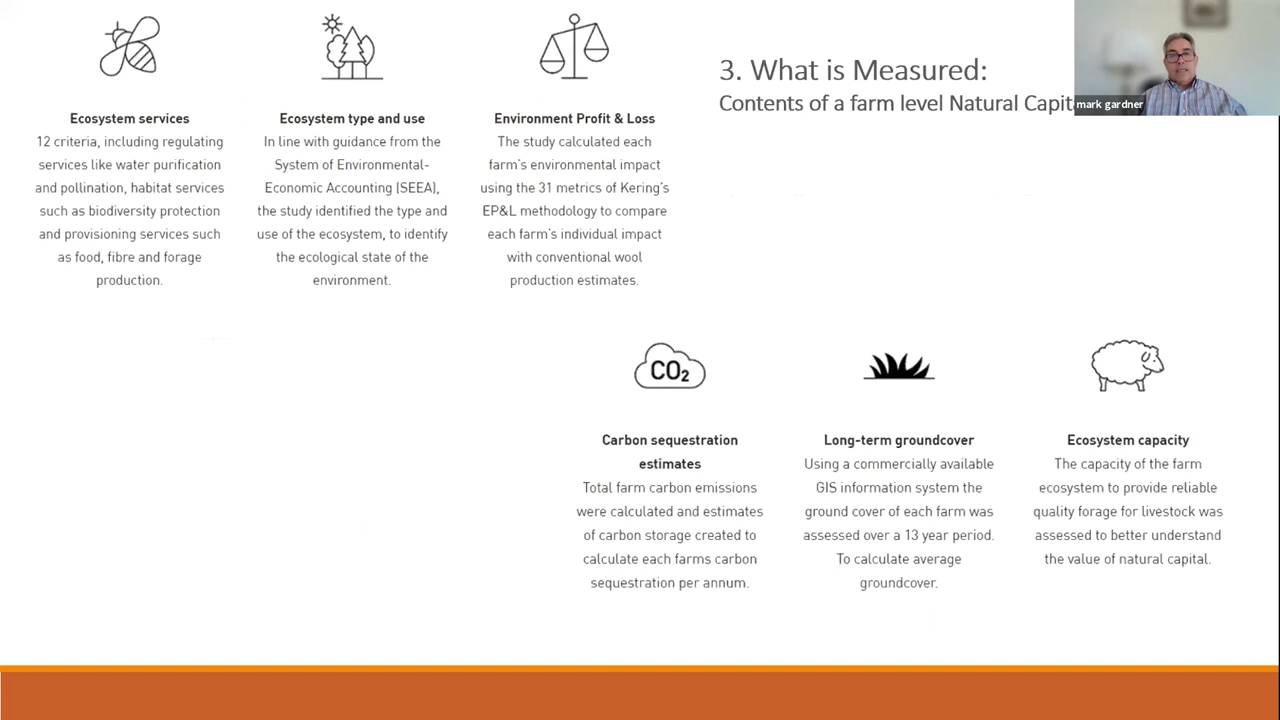 3. What is Measured:
Contents of a farm level Natural
mark gardner
Ecosystem services
12 criteria, including regulating
services like water purification
and pollination, habitat services
such as biodiversity protection
and provisioning services such
as food, fibre and forage
production.
Ecosystem type and use
In line with guidance from the
System of Environmental-
Economic Accounting (SEEA),
the study identified the type and
use of the ecosystem, to identify
the ecological state of the
environment.
Environment Profit & Loss
The study calculated each
farm's environmental impact
using the 31 metrics of Kering's
EP&L methodology to compare
each farm's individual impact
with conventional wool
production estimates.
CO₂
Carbon sequestration
estimates
Total farm carbon emissions
were calculated and estimates
of carbon storage created to
calculate each farms carbon
sequestration per annum.
Long-term groundcover
Using a commercially available
GIS information system the
ground cover of each farm was
assessed over a 13 year period.
To calculate average
groundcover.
Ecosystem capacity
The capacity of the farm
ecosystem to provide reliable
quality forage for livestock was
assessed to better understand
the value of natural capital.